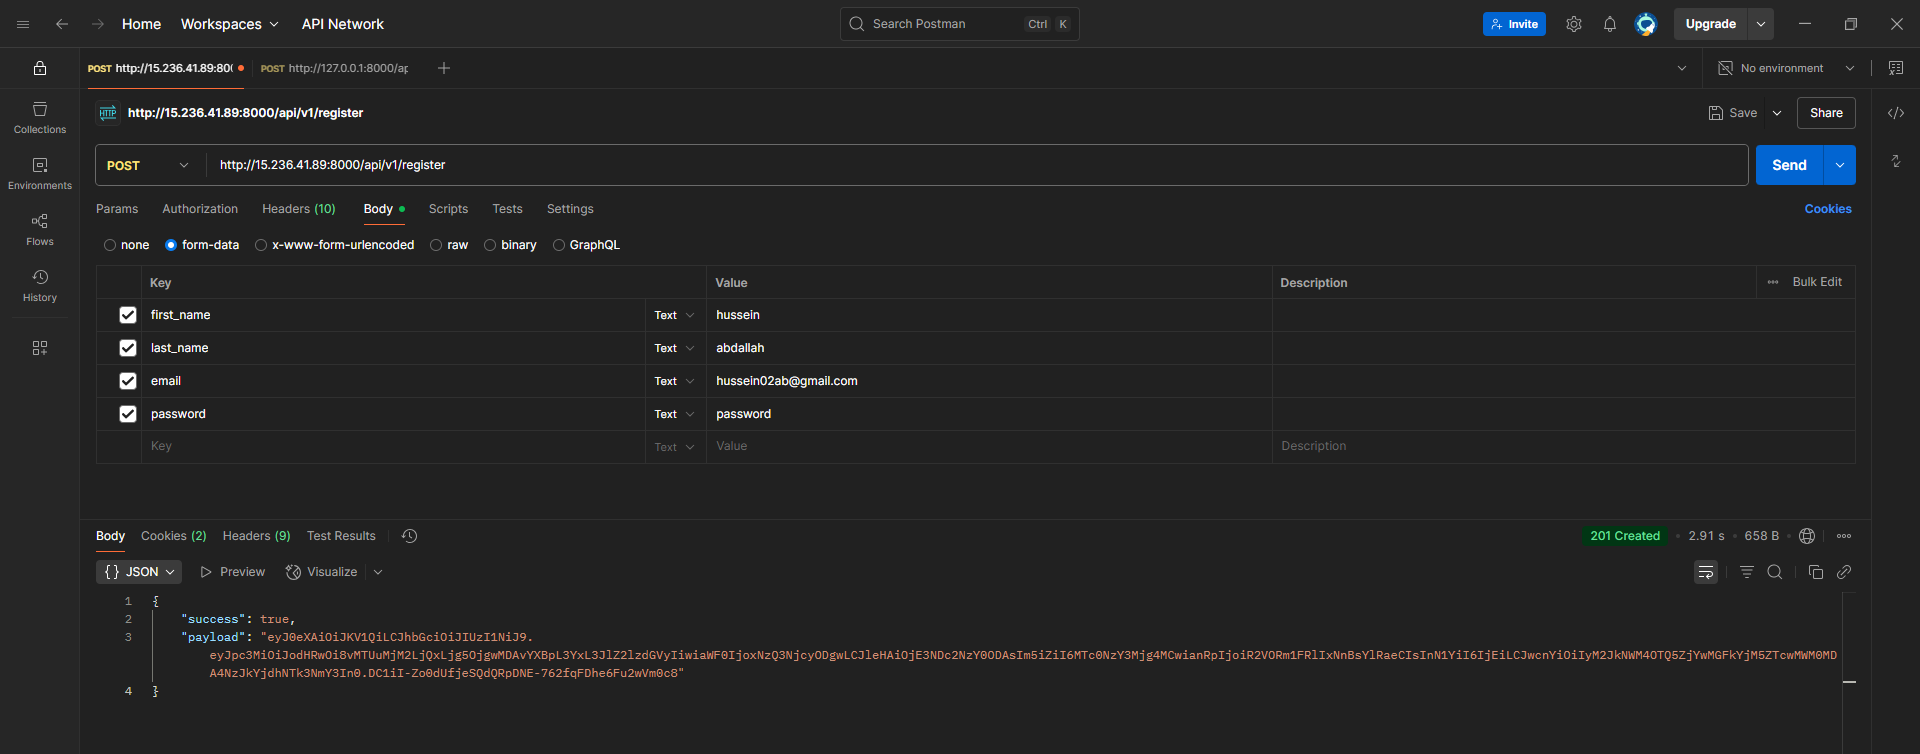 Home Workspaces API Network Search Postman Ctrl K Invite Upgrade
POST http://15.236.41.89:800 POST http://127.0.0.1:8000/ap No environment
HTTP http://15.236.41.89:8000/api/v1/register Save Share
Collections
POST http://15.236.41.89:8000/api/v1/register Send
Environments
Params Authorization Headers (10) Body Scripts Tests Settings Cookies
Flows
none form-data x-www-form-urlencoded raw binary GraphQL
History
Key Value Description Bulk Edit
first_name Text hussein
last_name Text abdallah
email Text hussein02ab@gmail.com
password Text password
Key Text Value Description
Body Cookies (2) Headers (9) Test Results 201 Created 2.91 s 658 B
{} JSON Preview Visualize
1 {
2 "success": true,
3 "payload": "eyJ0eXAiOiJKV1QiLCJhbGciOiJIUzI1NiJ9.
eyJpc3MiOiJodHRwOi8vMTUuMjM2LjQxLjg5OjgwMDAvYXBpL3YxL3JlZ2lzdGVyIiwiaWF0IjoxNzQ3NjcyODgwLCJleHAiOjE3NDc2NzY0ODAsIm5iZiI6MTc0NzY3Mjg4MCwianRpIjoiR2VORm1FRlIxNnBsYlRaeCIsInN1YiI6IjEiLCJwcnYiOiIyM2JkNWM4OTQ5ZjYwMGFkYjM5ZTcwMWM0MD
A4NzJkYjdhNTk3NmY3In0.DC1iI-Zo0dUfjeSQdQRpDNE-762fqFDhe6Fu2wVm0c8"
4 }